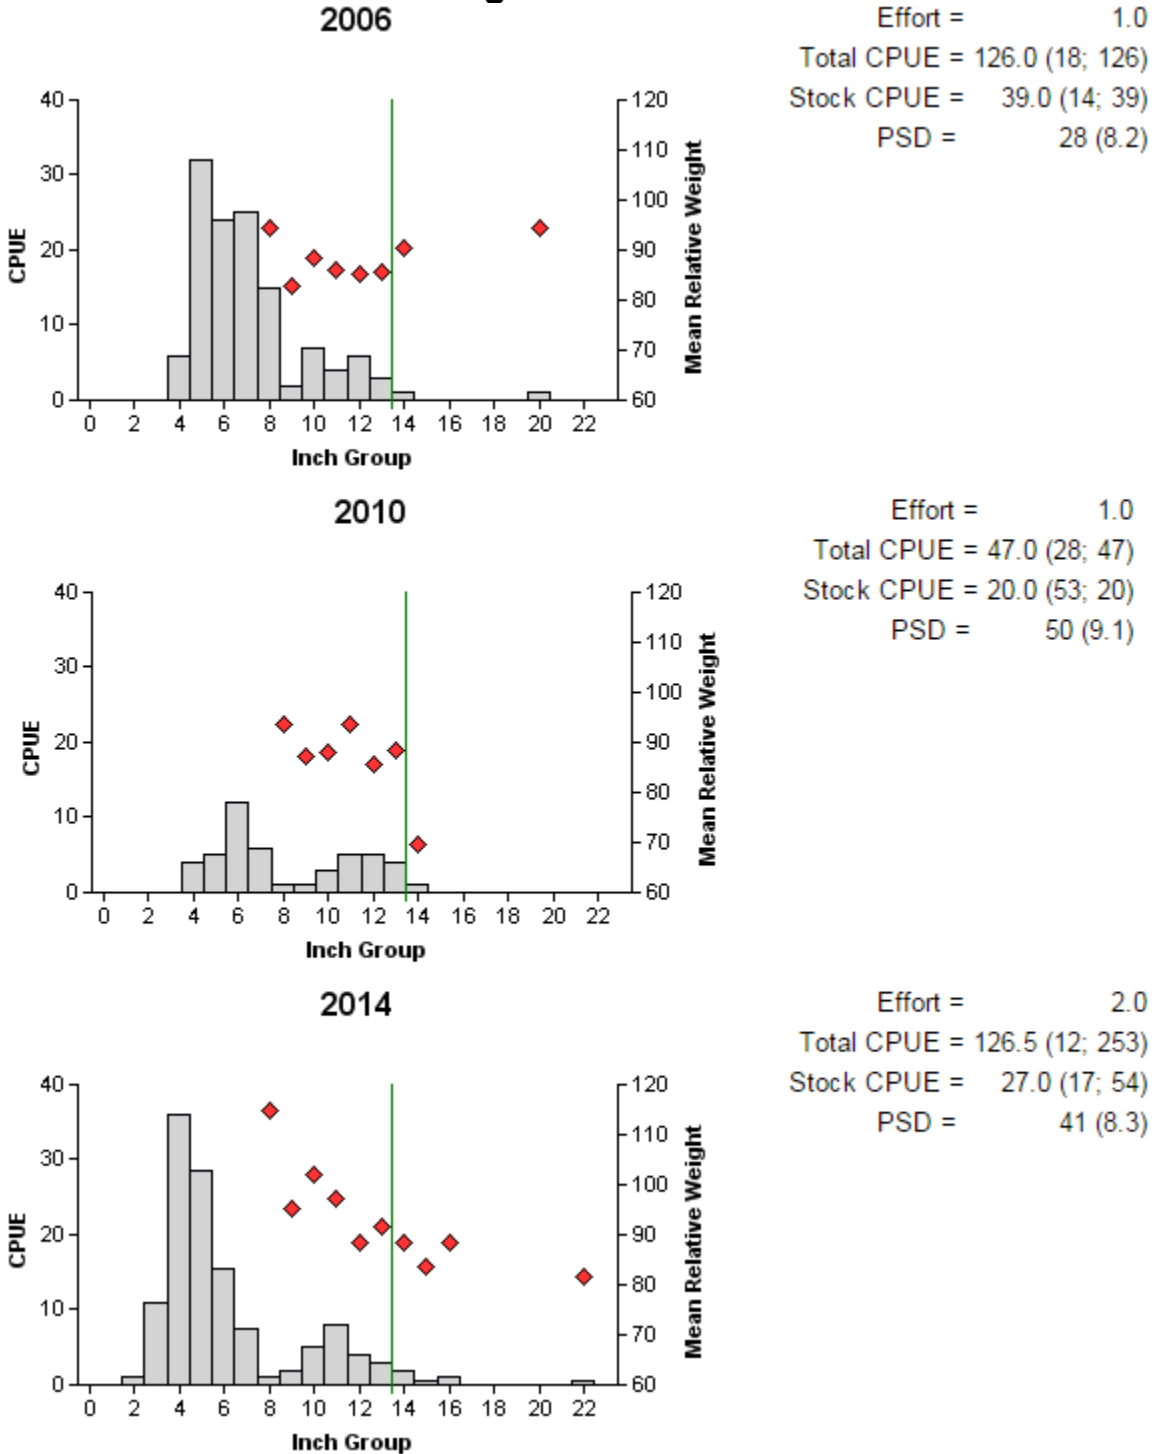 2006
Effort = 1.0
Total CPUE = 126.0 (18; 126)
Stock CPUE = 39.0 (14; 39)
PSD = 28 (8.2)
40
30
20
10
0
CPUE
120
110
100
90
80
70
60
Mean Relative Weight
0 2 4 6 8 10 12 14 16 18 20 22
Inch Group
2010
Effort = 1.0
Total CPUE = 47.0 (28; 47)
Stock CPUE = 20.0 (53; 20)
PSD = 50 (9.1)
40
30
20
10
0
CPUE
120
110
100
90
80
70
60
Mean Relative Weight
0 2 4 6 8 10 12 14 16 18 20 22
Inch Group
2014
Effort = 2.0
Total CPUE = 126.5 (12; 253)
Stock CPUE = 27.0 (17; 54)
PSD = 41 (8.3)
40
30
20
10
0
CPUE
120
110
100
90
80
70
60
Mean Relative Weight
0 2 4 6 8 10 12 14 16 18 20 22
Inch Group